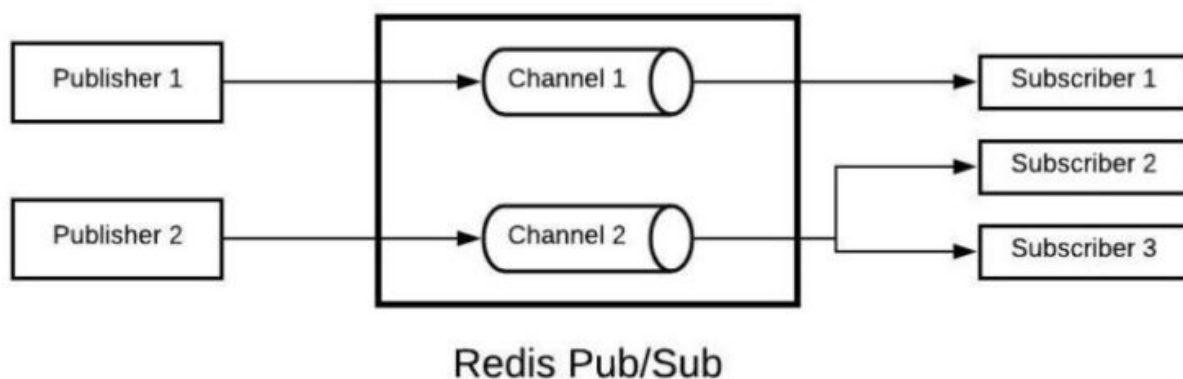 Publisher 1
Channel 1
Subscriber 1
Subscriber 2
Publisher 2
Channel 2
Subscriber 3
Redis Pub/Sub